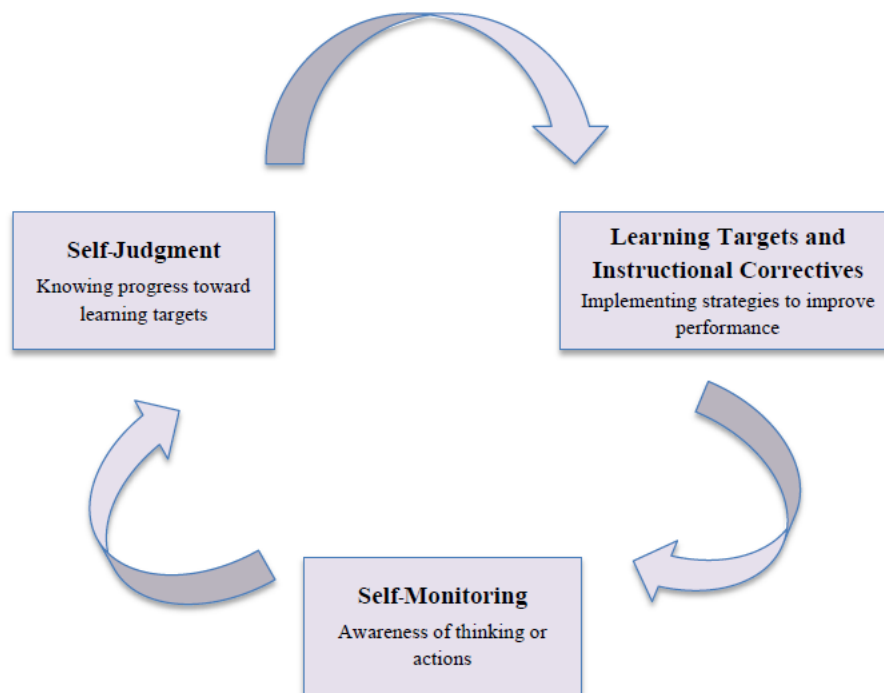 Self-Judgment
Knowing progress toward
learning targets
Learning Targets and
Instructional Correctives
Implementing strategies to improve
performance
Self-Monitoring
Awareness of thinking or
actions